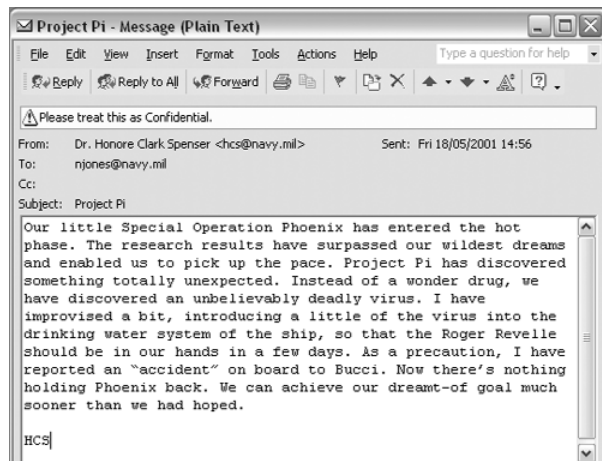 Project Pi - Message (Plain Text)
File Edit View Insert Format Tools Actions Help Type a question for help
Reply Reply to All Forward
Please treat this as Confidential.
From: Dr. Honore Clark Spenser <hcs@navy.mil> Sent: Fri 18/05/2001 14:56
To: njones@navy.mil
Cc:
Subject: Project Pi
Our little Special Operation Phoenix has entered the hot
phase. The research results have surpassed our wildest dreams
and enabled us to pick up the pace. Project Pi has discovered
something totally unexpected. Instead of a wonder drug, we
have discovered an unbelievably deadly virus. I have
improvised a bit, introducing a little of the virus into the
drinking water system of the ship, so that the Roger Revelle
should be in our hands in a few days. As a precaution, I have
reported an “accident” on board to Bucci. Now there’s nothing
holding Phoenix back. We can achieve our dreamt-of goal much
sooner than we had hoped.
HCS